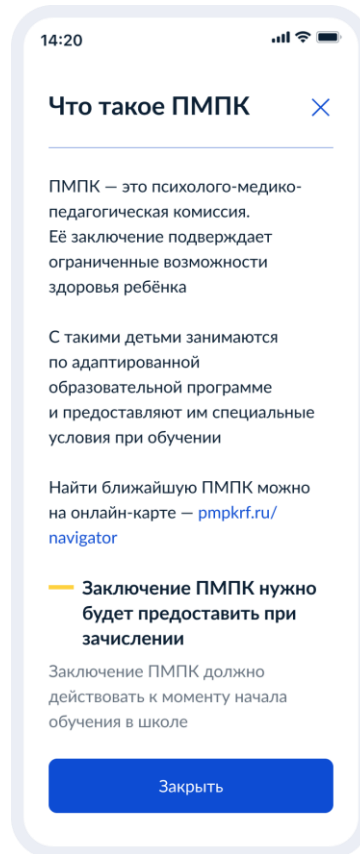 14:20
Что такое ПМПК
ПМПК — это психолого-медико-
педагогическая комиссия.
Её заключение подтверждает
ограниченные возможности
здоровья ребёнка
С такими детьми занимаются
по адаптированной
образовательной программе
и предоставляют им специальные
условия при обучении
Найти ближайшую ПМПК можно
на онлайн-карте — pmpkrf.ru/
navigator
Заключение ПМПК нужно
будет предоставить при
зачислении
Заключение ПМПК должно
действовать к моменту начала
обучения в школе
Закрыть